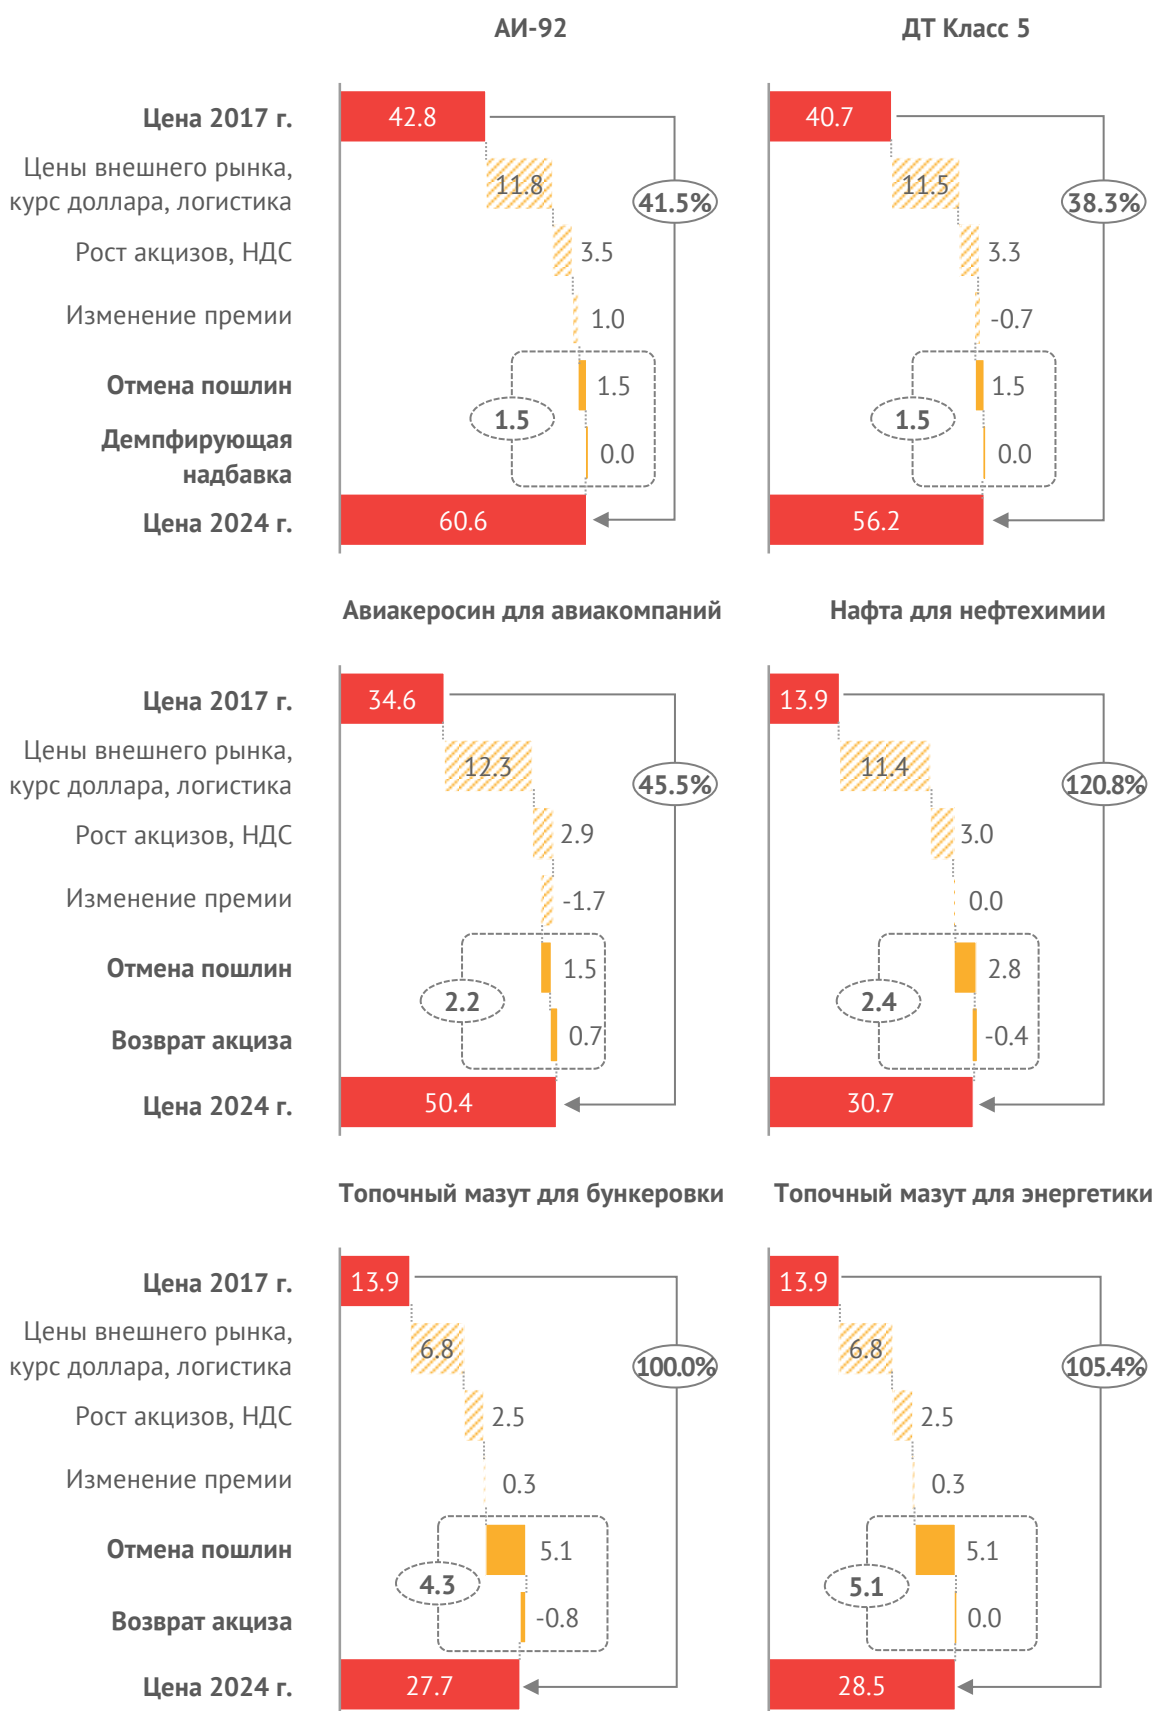 АИ-92
ДТ Класс 5
Цена 2017 г.
42.8
40.7
Цены внешнего рынка,
курс доллара, логистика
11.8
41.5%
11.5
38.3%
Рост акцизов, НДС
3.5
3.3
Изменение премии
1.0
-0.7
Отмена пошлин
1.5
1.5
1.5
1.5
Демпфирующая
надбавка
0.0
0.0
Цена 2024 г.
60.6
56.2
Авиакеросин для авиакомпаний
Нафта для нефтехимии
Цена 2017 г.
34.6
13.9
Цены внешнего рынка,
курс доллара, логистика
12.3
45.5%
11.4
120.8%
Рост акцизов, НДС
2.9
3.0
Изменение премии
-1.7
0.0
Отмена пошлин
1.5
2.8
2.2
2.4
Возврат акциза
0.7
-0.4
Цена 2024 г.
50.4
30.7
Топочный мазут для бункеровки
Топочный мазут для энергетики
Цена 2017 г.
13.9
13.9
Цены внешнего рынка,
курс доллара, логистика
6.8
100.0%
6.8
105.4%
Рост акцизов, НДС
2.5
2.5
Изменение премии
0.3
0.3
Отмена пошлин
5.1
5.1
4.3
5.1
Возврат акциза
-0.8
0.0
Цена 2024 г.
27.7
28.5